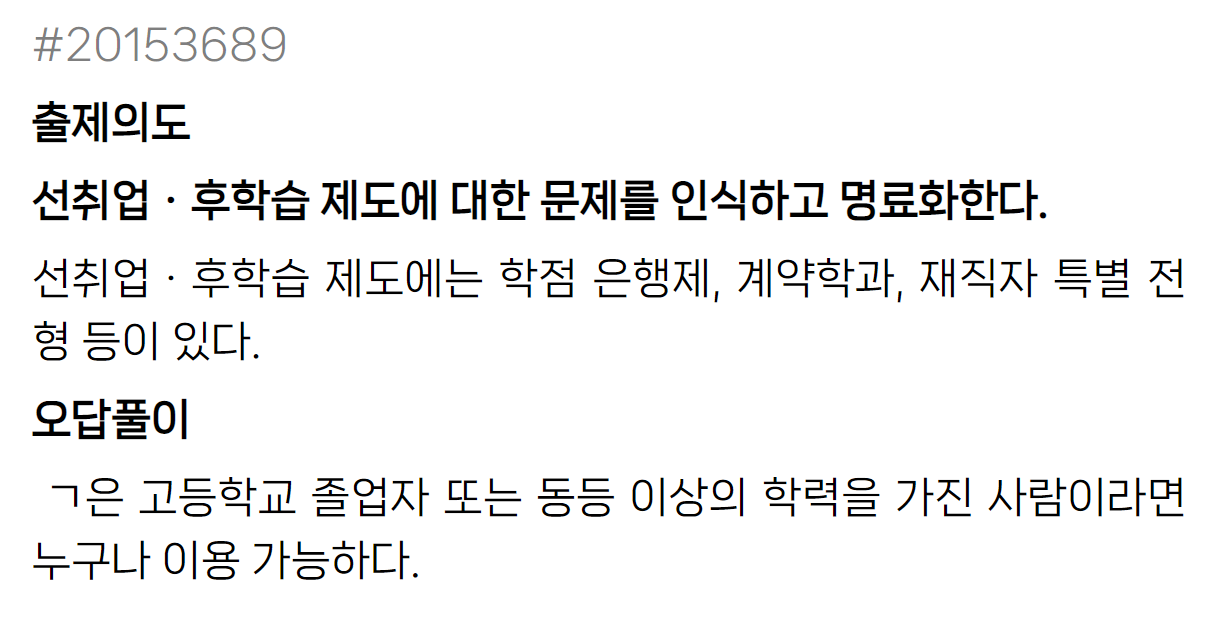 #20153689
출제의도
선취업 · 후학습 제도에 대한 문제를 인식하고 명료화한다.
선취업 · 후학습 제도에는 학점 은행제, 계약학과, 재직자 특별 전
형 등이 있다.
오답풀이
ㄱ은 고등학교 졸업자 또는 동등 이상의 학력을 가진 사람이라면
누구나 이용 가능하다.